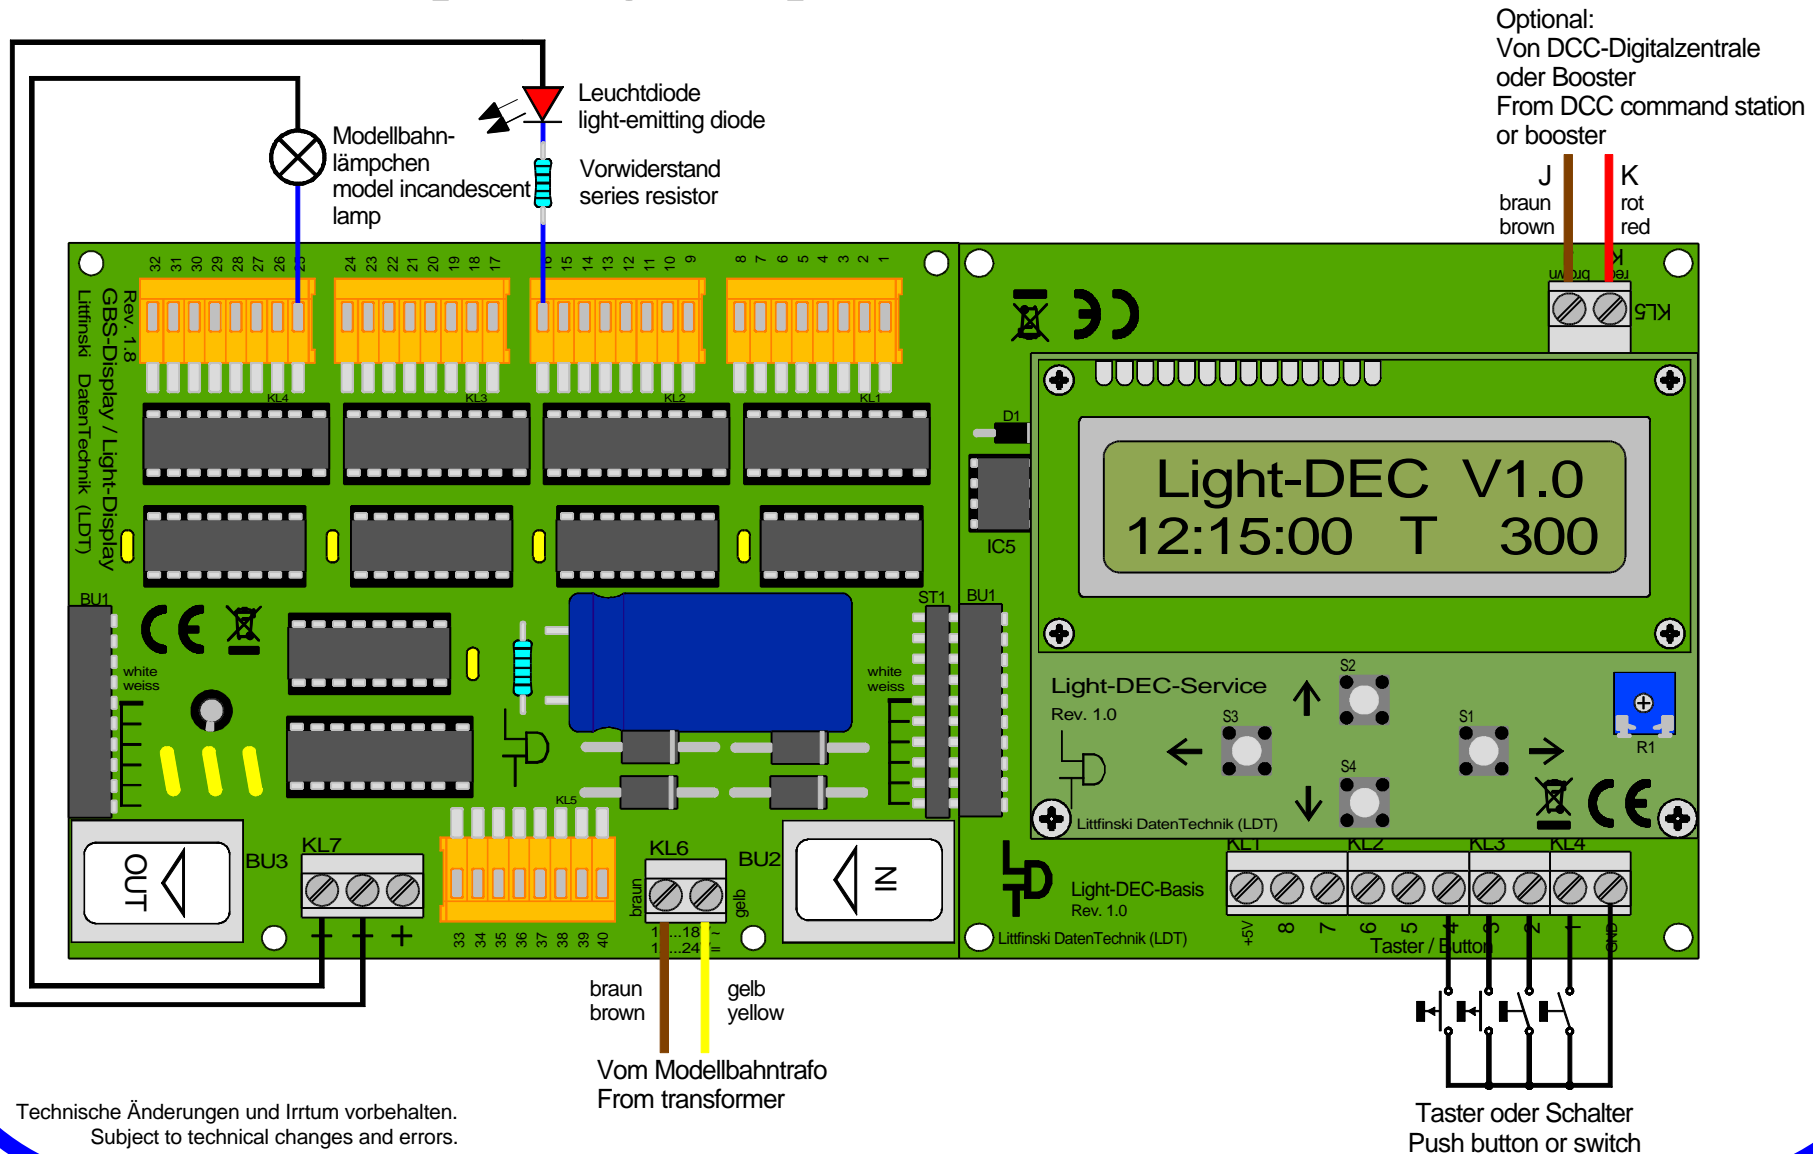 Optional:
Von DCC-Digitalzentrale
oder Booster
From DCC command station
or booster
J
braun
brown
K
rot
red
Leuchtdiode
light-emitting diode
Vorwiderstand
series resistor
Modellbahn-
lämpchen
model incandescent
lamp
32 31 30 29 28 27 26 25
24 23 22 21 20 19 18 17
16 15 14 13 12 11 10 9
8 7 6 5 4 3 2 1
Rev. 1.8
GBS-Display / Light-Display
Littfinski DatenTechnik (LDT)
KL4
KL3
KL2
KL1
brown
red
K
KL5
D1
IC5
Light-DEC V1.0
12:15:00 T 300
BU1
white
weiss
ST1
BU1
white
weiss
Light-DEC-Service
Rev. 1.0
S2
S3
S1
S4
R1
Littfinski DatenTechnik (LDT)
OUT
BU3
KL7
KL5
33 34 35 36 37 38 39 40
KL6
braun
gelb
BU2
IN
Light-DEC-Basis
Rev. 1.0
Littfinski DatenTechnik (LDT)
KL1
KL2
KL3
KL4
+5V 8 7 6 5 4 3 2 1 GND
Taster / Button
braun
brown
gelb
yellow
Vom Modellbahntrafo
From transformer
Taster oder Schalter
Push button or switch
Technische Änderungen und Irrtum vorbehalten.
Subject to technical changes and errors.